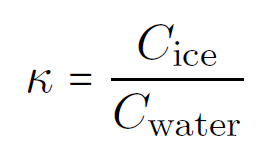 κ = C_ice / C_water